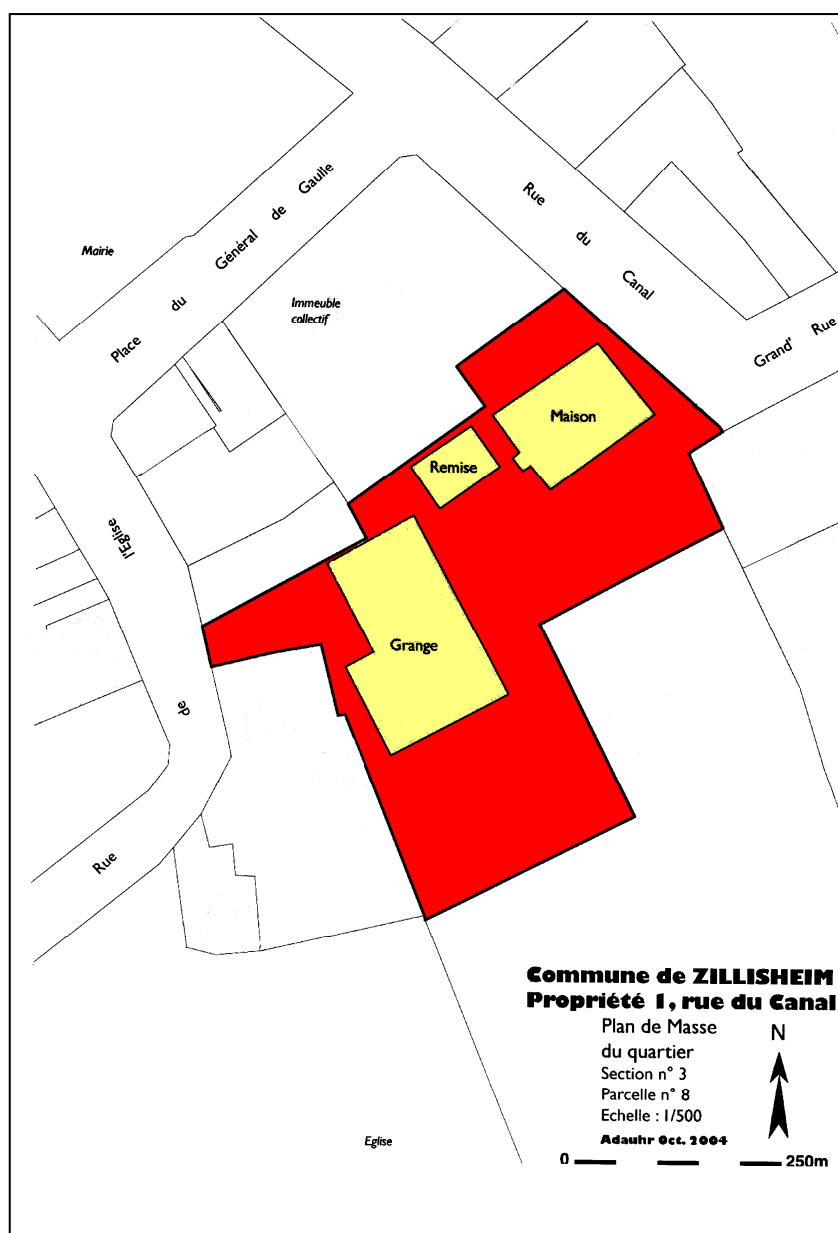 Mairie
Place du Général de Gaulle
Rue du Canal
Immeuble
collectif
Grand' Rue
Maison
Remise
Grange
Rue de l'Eglise
Commune de ZILLISHEIM
Propriété 1, rue du Canal
Plan de Masse
du quartier
Section n° 3
Parcelle n° 8
Echelle : 1/500
Adauhr Oct. 2004
N
0 250m
Eglise